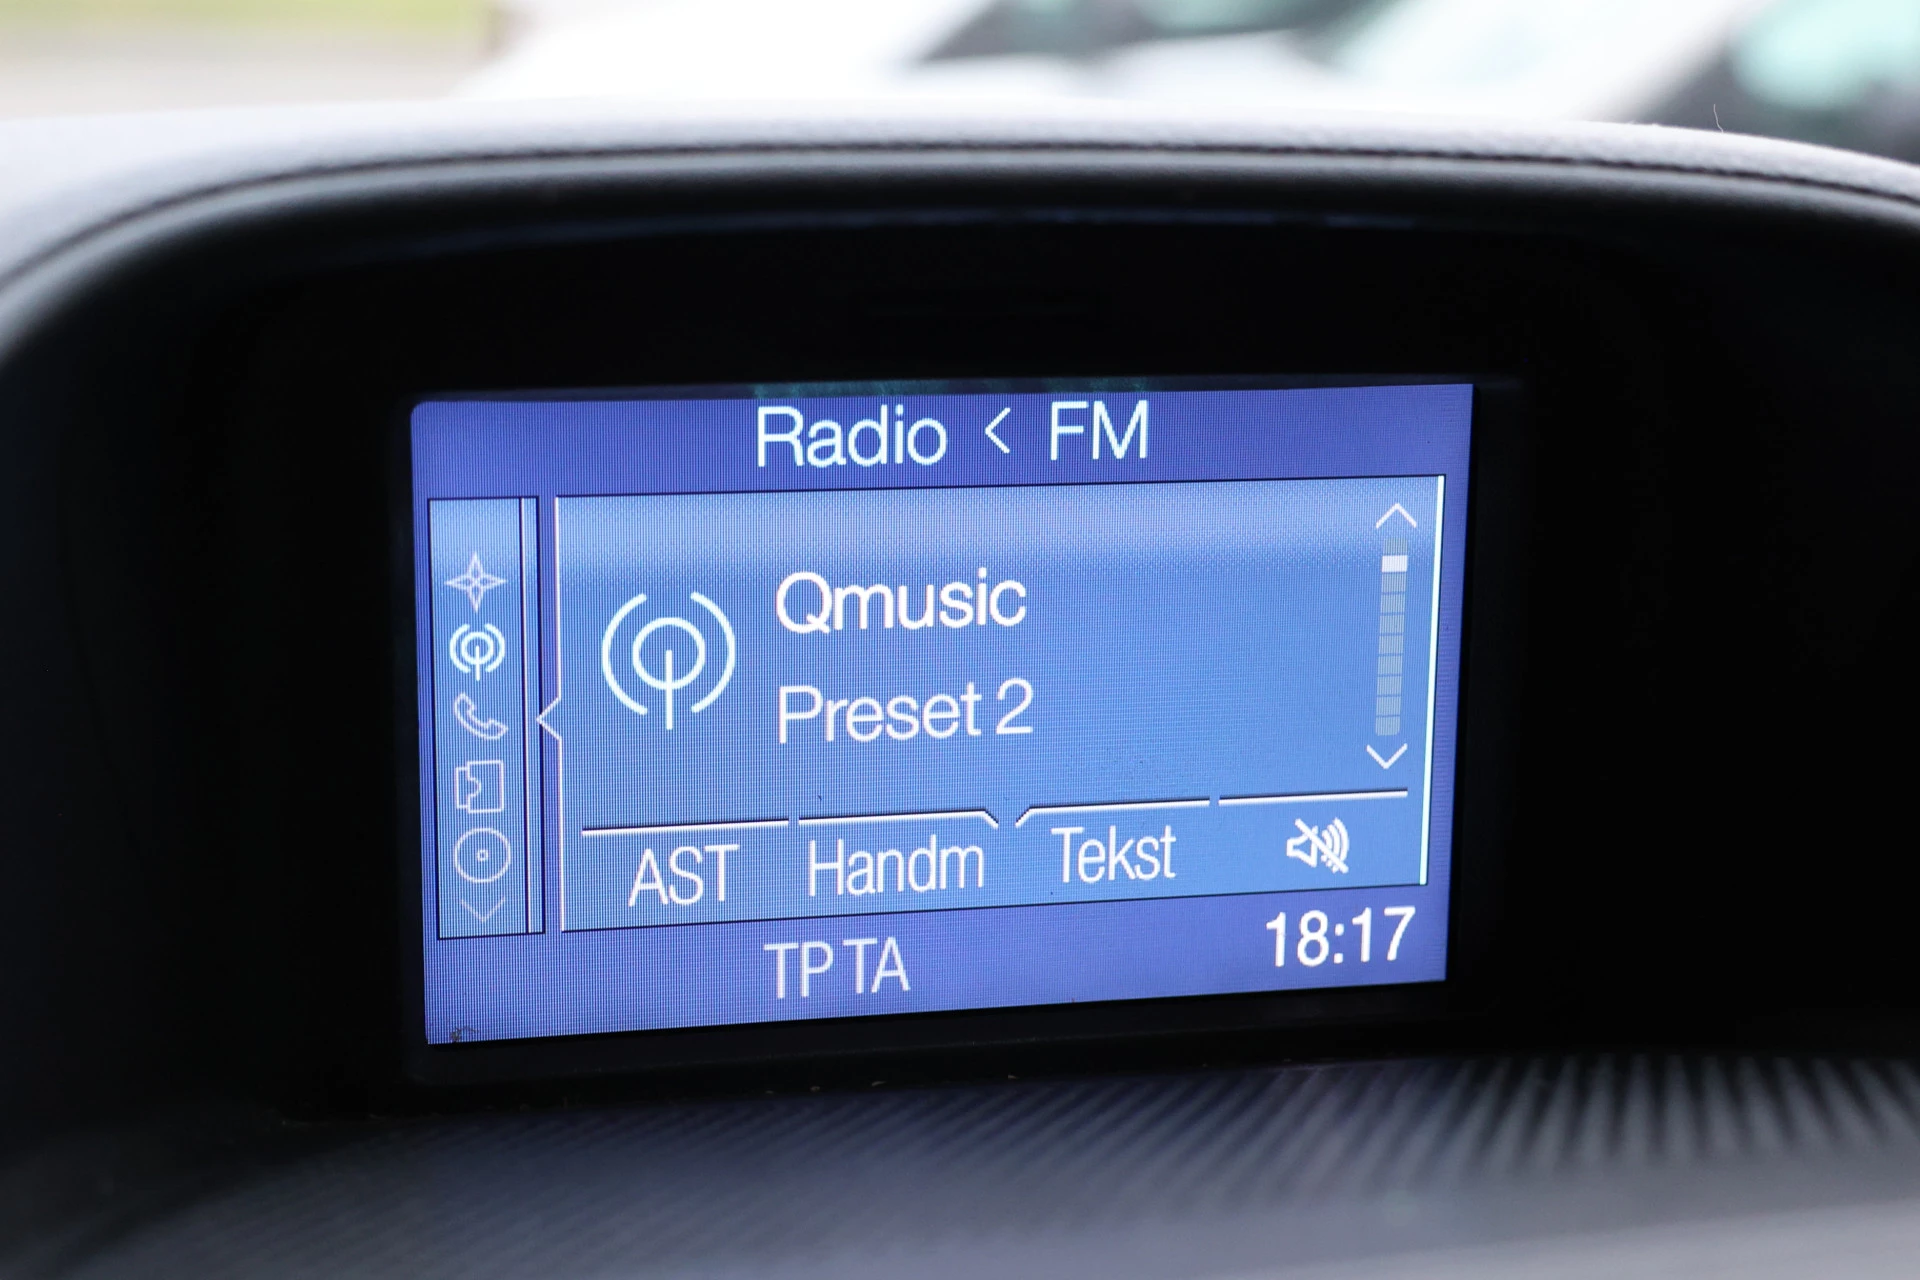 Radio < FM
Qmusic
Preset 2
AST Handm Tekst
TP TA 18:17